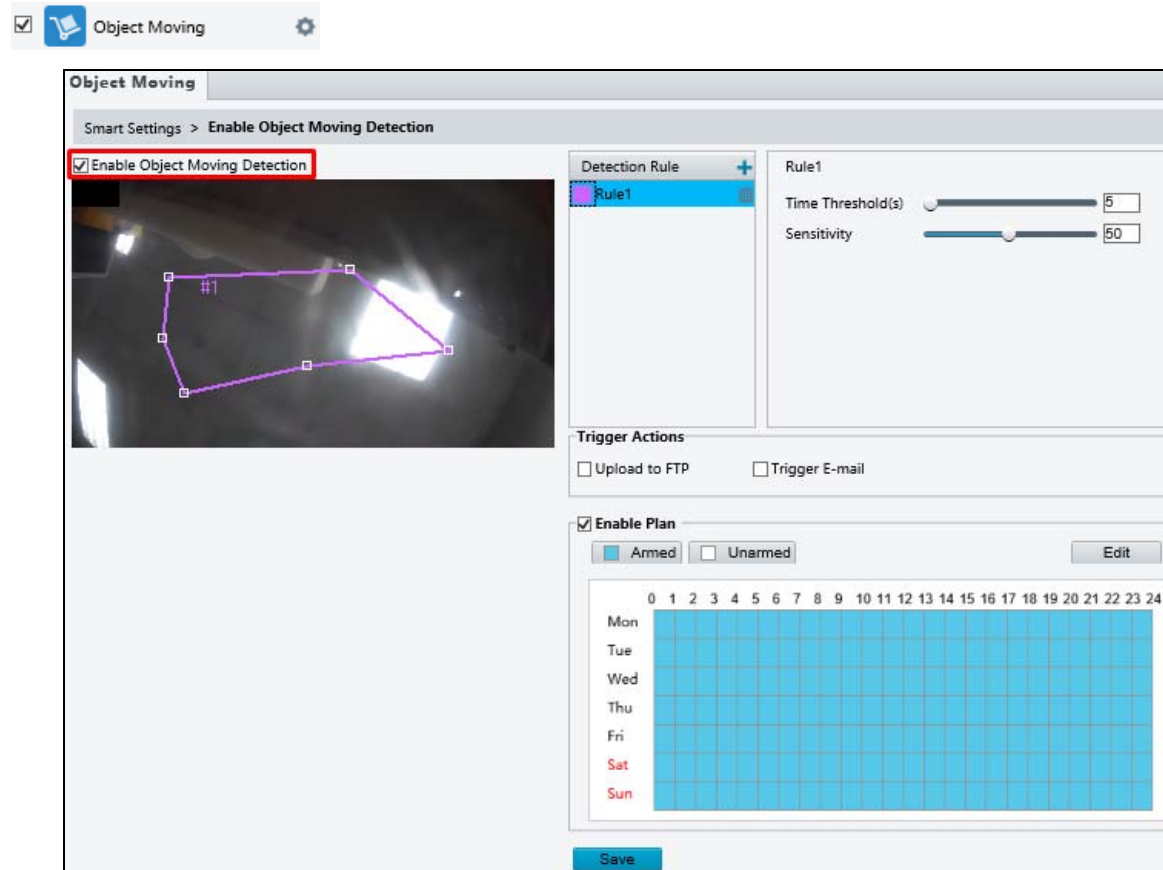 Object Moving
Object Moving
Smart Settings > Enable Object Moving Detection
Enable Object Moving Detection
#1
Detection Rule +
Rule1
Rule1
Time Threshold(s) 5
Sensitivity 50
Trigger Actions
Upload to FTP Trigger E-mail
Enable Plan
Armed Unarmed Edit
0 1 2 3 4 5 6 7 8 9 10 11 12 13 14 15 16 17 18 19 20 21 22 23 24
Mon
Tue
Wed
Thu
Fri
Sat
Sun
Save